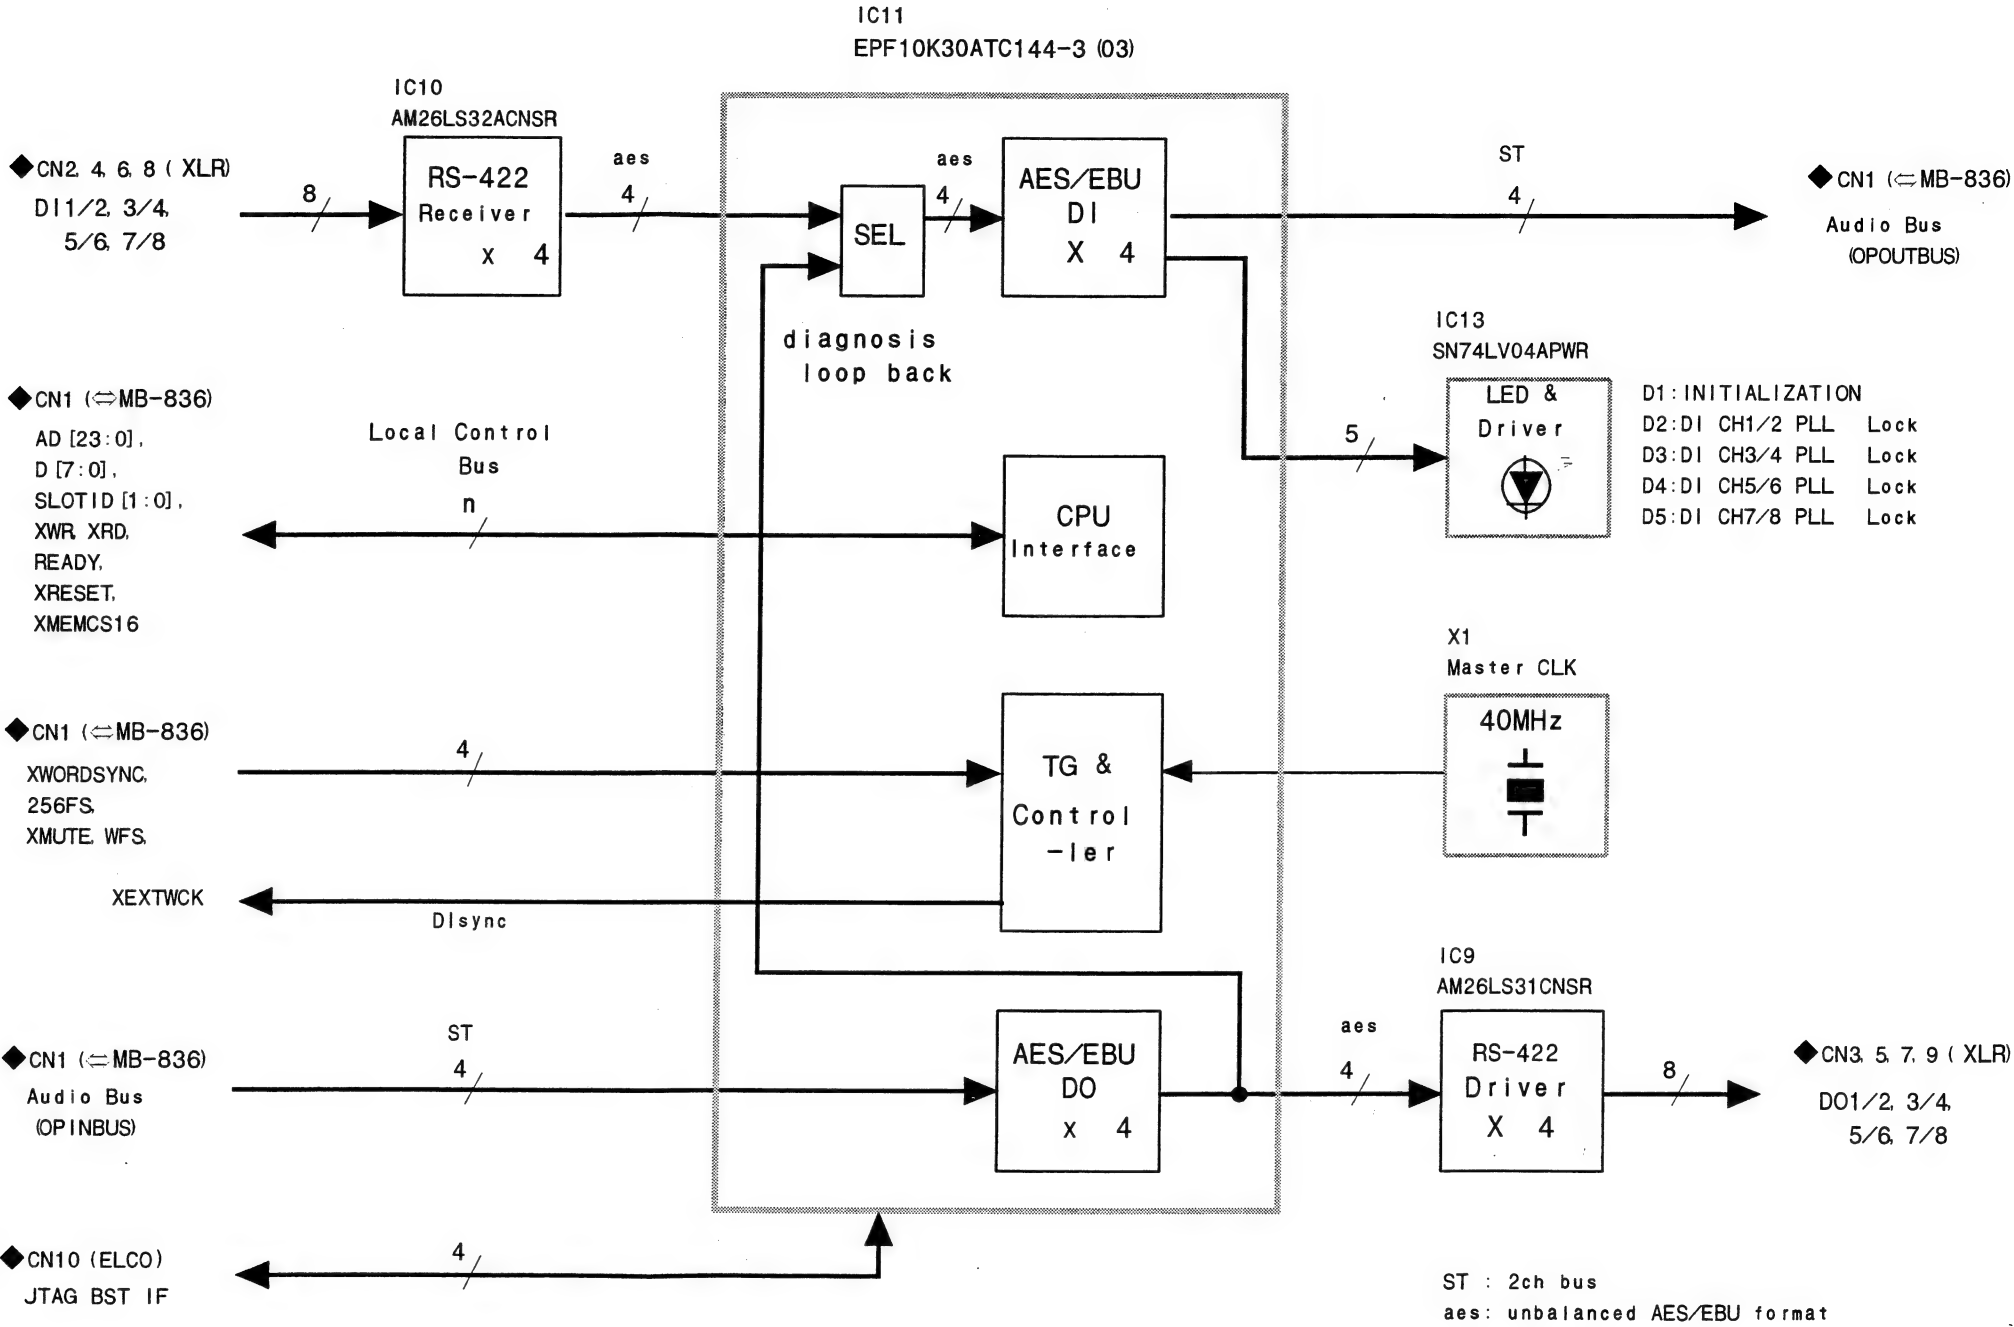 IC11
EPF10K30ATC144-3 (03)
IC10
AM26LS32ACNSR
◆CN2, 4, 6, 8 ( XLR)
DI1/2, 3/4,
5/6, 7/8
8
RS-422
Receiver
x 4
aes
4
SEL
aes
4
AES/EBU
DI
X 4
ST
4
◆CN1 (⇔MB-836)
Audio Bus
(OPOUTBUS)
diagnosis
loop back
IC13
SN74LV04APWR
LED &
Driver
5
D1:INITIALIZATION
D2:DI CH1/2 PLL Lock
D3:DI CH3/4 PLL Lock
D4:DI CH5/6 PLL Lock
D5:DI CH7/8 PLL Lock
◆CN1 (⇔MB-836)
AD [23:0],
D [7:0],
SLOTID [1:0],
XWR, XRD,
READY,
XRESET,
XMEMCS16
Local Control
Bus
n
CPU
Interface
X1
Master CLK
40MHz
◆CN1 (⇔MB-836)
XWORDSYNC,
256FS,
XMUTE, WFS,
4
TG &
Control
-ler
XEXTWCK
DIsync
IC9
AM26LS31CNSR
◆CN1 (⇔MB-836)
Audio Bus
(OPINBUS)
ST
4
AES/EBU
DO
x 4
aes
4
RS-422
Driver
X 4
8
◆CN3, 5, 7, 9 ( XLR)
DO1/2, 3/4,
5/6, 7/8
◆CN10 (ELCO)
JTAG BST IF
4
ST : 2ch bus
aes: unbalanced AES/EBU format